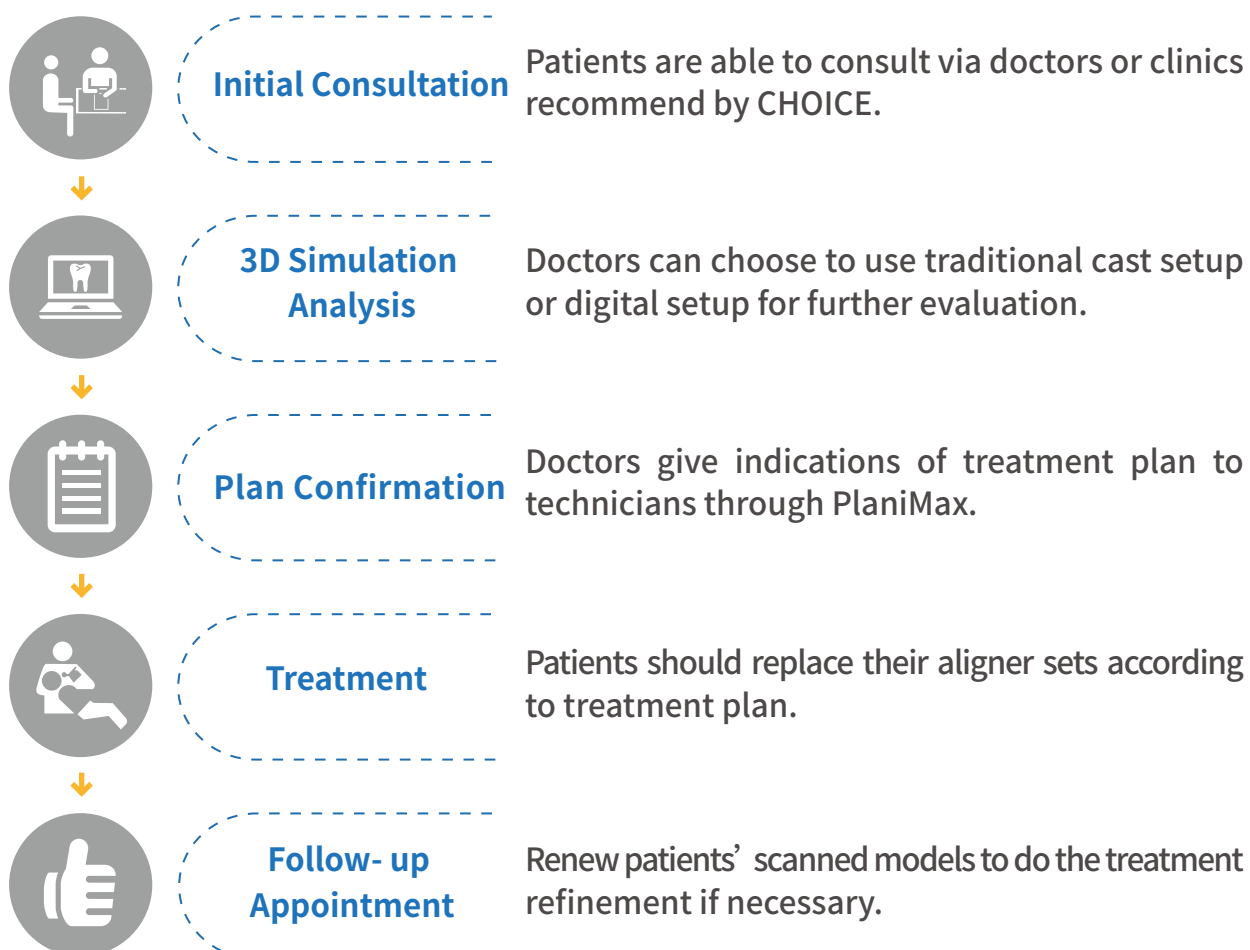 Initial Consultation
Patients are able to consult via doctors or clinics
recommend by CHOICE.
3D Simulation
Analysis
Doctors can choose to use traditional cast setup
or digital setup for further evaluation.
Plan Confirmation
Doctors give indications of treatment plan to
technicians through PlaniMax.
Treatment
Patients should replace their aligner sets according
to treatment plan.
Follow- up
Appointment
Renew patients’ scanned models to do the treatment
refinement if necessary.